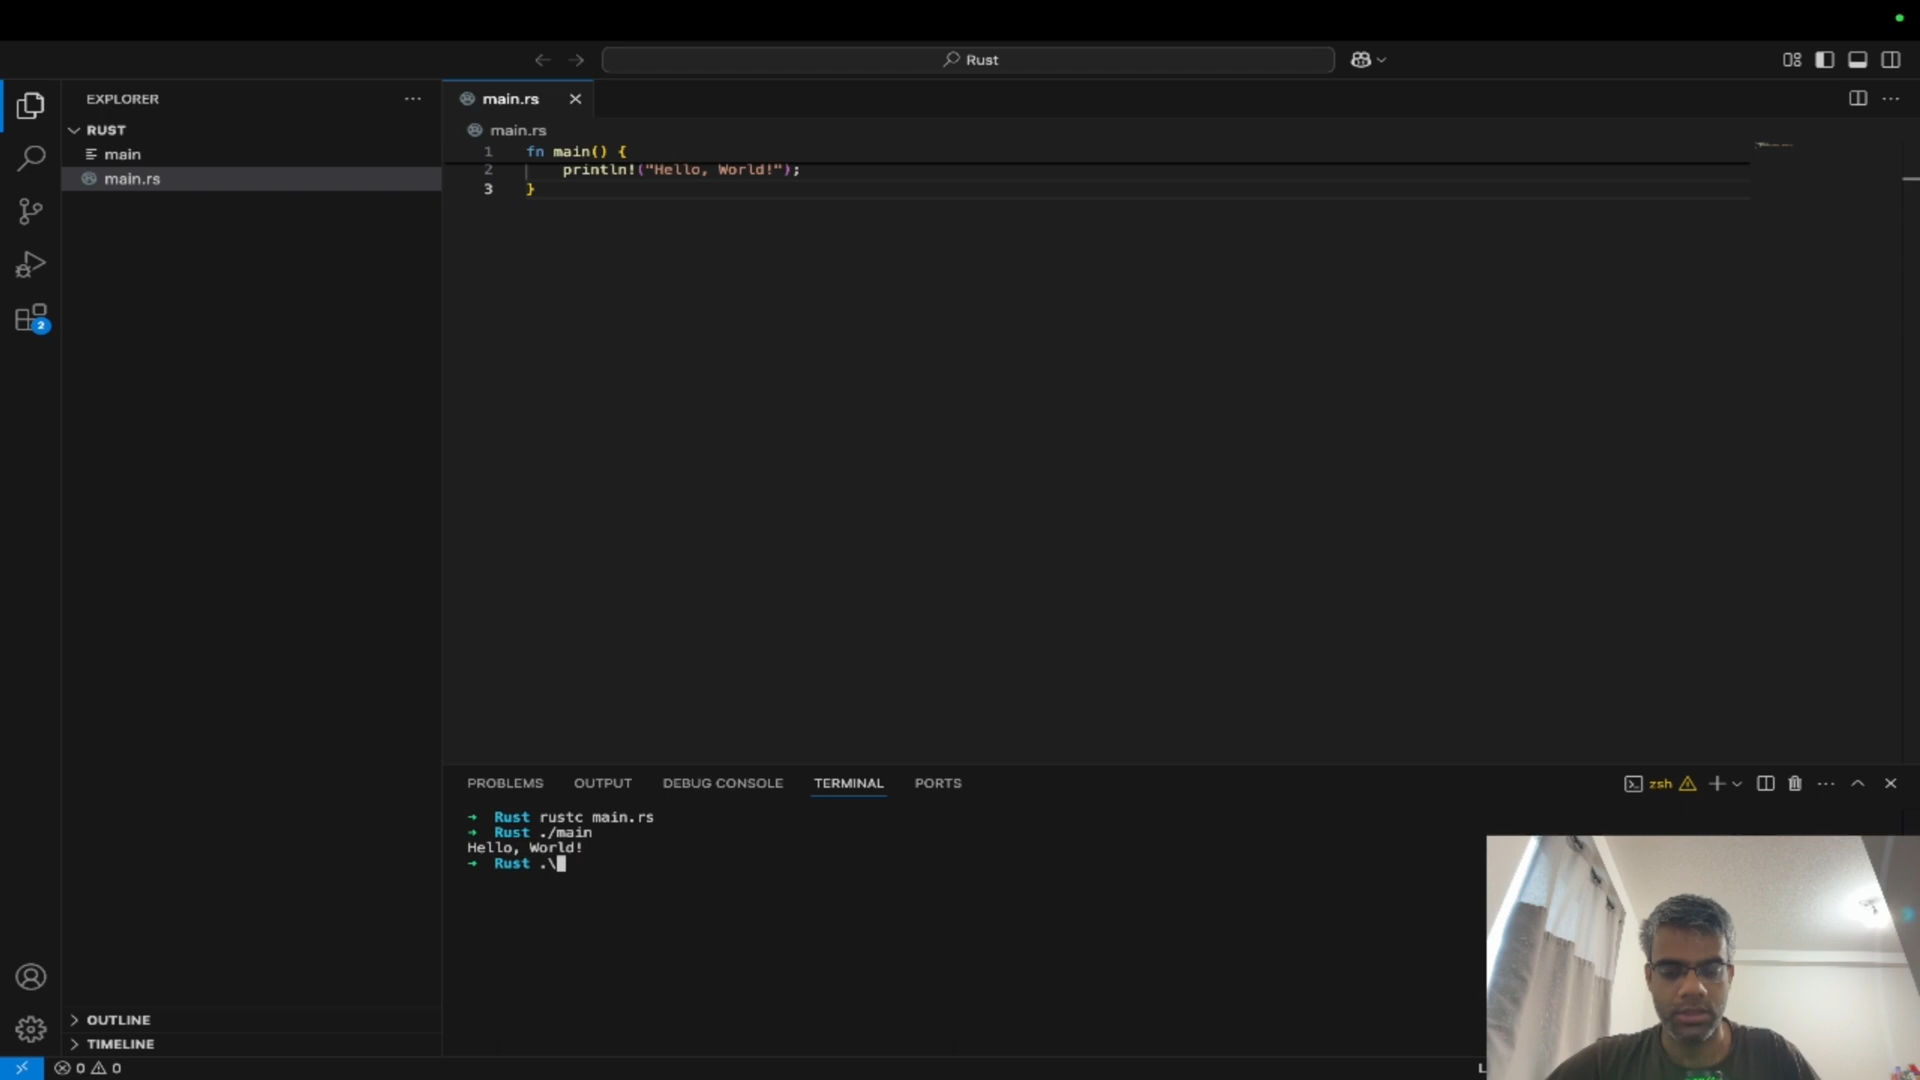 Rust
EXPLORER
RUST
main
main.rs
main.rs
main.rs
1 fn main() {
2 println!("Hello, World!");
3 }
2
PROBLEMS OUTPUT DEBUG CONSOLE TERMINAL PORTS
zsh
➜ Rust rustc main.rs
➜ Rust ./main
Hello, World!
➜ Rust .\
OUTLINE
TIMELINE
0 0